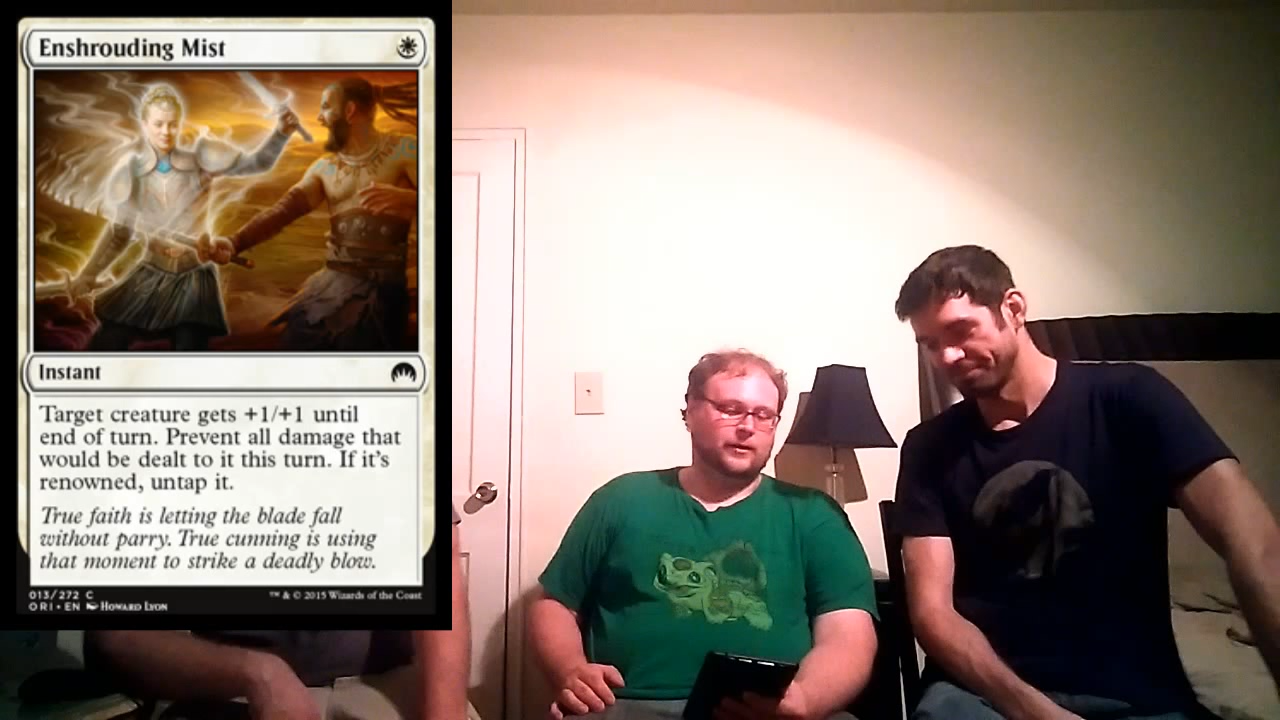 Enshrouding Mist
Instant
Target creature gets +1/+1 until
end of turn. Prevent all damage that
would be dealt to it this turn. If it's
renowned, untap it.
True faith is letting the blade fall
without parry. True cunning is using
that moment to strike a deadly blow.
013/272 C
ORI • EN Howard Lyon
™ & © 2015 Wizards of the Coast